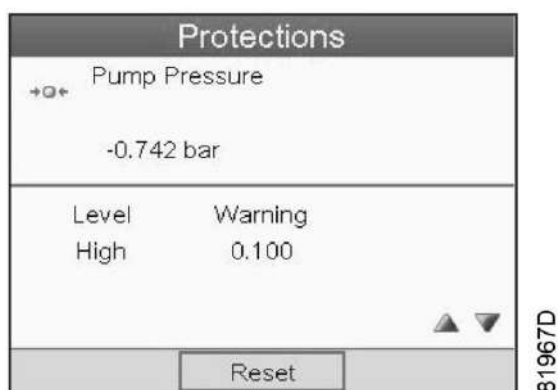 Protections
Pump Pressure
-0.742 bar
Level Warning
High 0.100
Reset
81967D